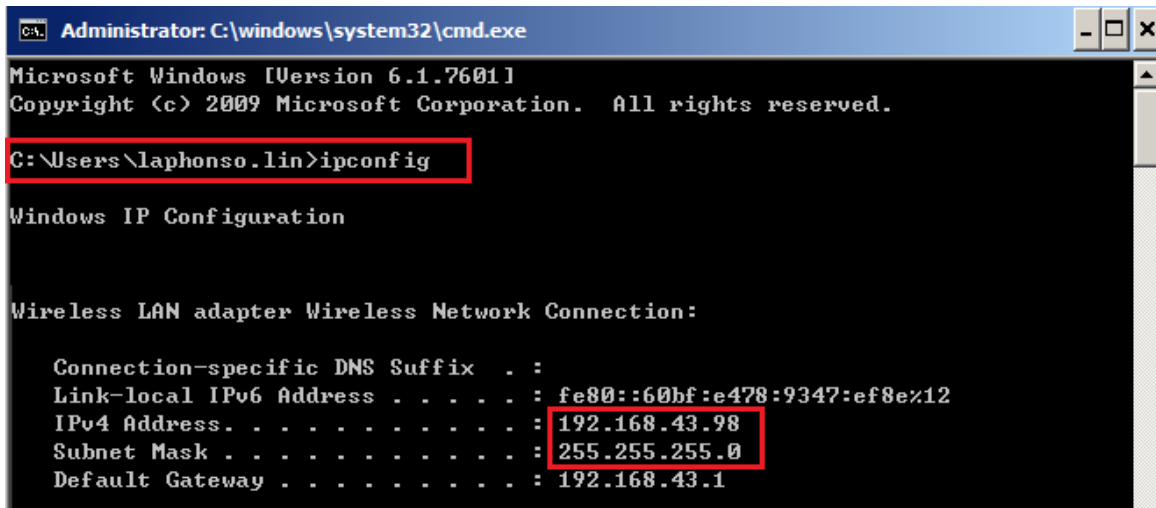 Administrator: C:\windows\system32\cmd.exe
Microsoft Windows [Version 6.1.7601]
Copyright (c) 2009 Microsoft Corporation.  All rights reserved.
C:\Users\laphonso.lin>ipconfig
Windows IP Configuration
Wireless LAN adapter Wireless Network Connection:
Connection-specific DNS Suffix  . :
Link-local IPv6 Address . . . . . : fe80::60bf:e478:9347:ef8e%12
IPv4 Address. . . . . . . . . . . : 192.168.43.98
Subnet Mask . . . . . . . . . . . : 255.255.255.0
Default Gateway . . . . . . . . . : 192.168.43.1